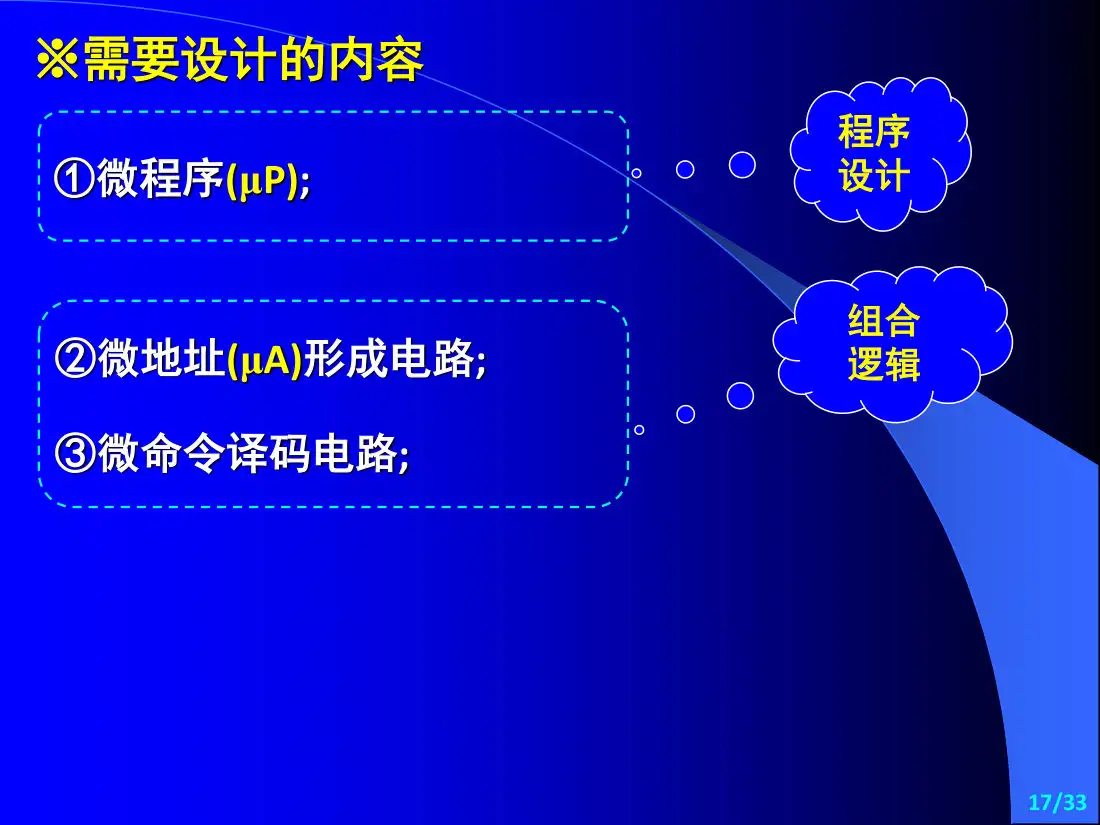 ※需要设计的内容
①微程序(μP);
程序
设计
②微地址(μA)形成电路;
③微命令译码电路;
组合
逻辑
17/33